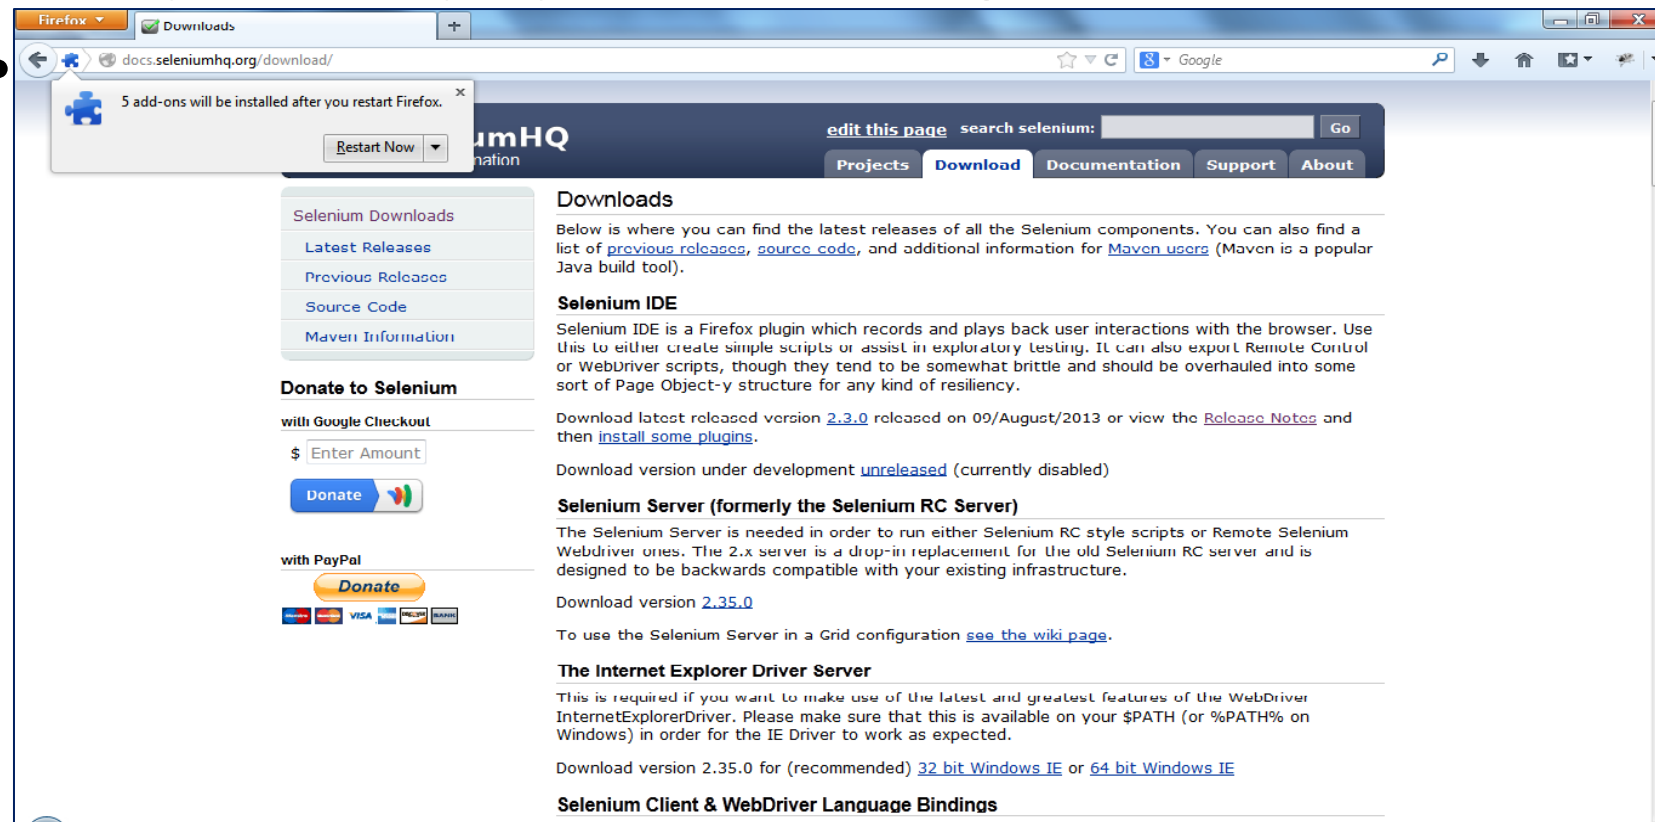 Firefox
Downloads
docs.seleniumhq.org/download/
Google
5 add-ons will be installed after you restart Firefox.
Restart Now
umHQ
mation
edit this page search selenium:
Go
Projects Download Documentation Support About
Selenium Downloads
Latest Releases
Previous Releases
Source Code
Maven Information
Donate to Selenium
with Google Checkout
$ Enter Amount
Donate
with PayPal
Donate
VISA
Downloads
Below is where you can find the latest releases of all the Selenium components. You can also find a
list of previous releases, source code, and additional information for Maven users (Maven is a popular
Java build tool).
Selenium IDE
Selenium IDE is a Firefox plugin which records and plays back user interactions with the browser. Use
this to either create simple scripts or assist in exploratory testing. It can also export Remote Control
or WebDriver scripts, though they tend to be somewhat brittle and should be overhauled into some
sort of Page Object-y structure for any kind of resiliency.
Download latest released version 2.3.0 released on 09/August/2013 or view the Release Notes and
then install some plugins.
Download version under development unreleased (currently disabled)
Selenium Server (formerly the Selenium RC Server)
The Selenium Server is needed in order to run either Selenium RC style scripts or Remote Selenium
Webdriver ones. The 2.x server is a drop-in replacement for the old Selenium RC server and is
designed to be backwards compatible with your existing infrastructure.
Download version 2.35.0
To use the Selenium Server in a Grid configuration see the wiki page.
The Internet Explorer Driver Server
This is required if you want to make use of the latest and greatest features of the WebDriver
InternetExplorerDriver. Please make sure that this is available on your $PATH (or %PATH% on
Windows) in order for the IE Driver to work as expected.
Download version 2.35.0 for (recommended) 32 bit Windows IE or 64 bit Windows IE
Selenium Client & WebDriver Language Bindings